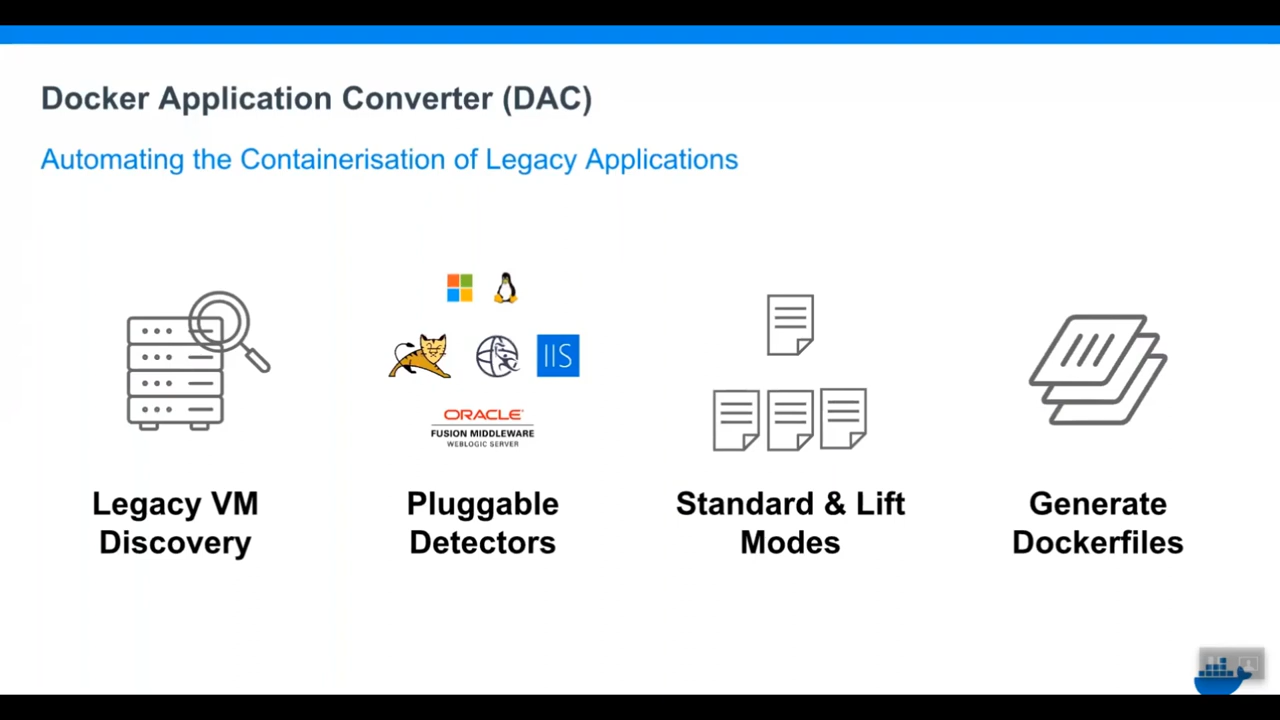 Docker Application Converter (DAC)
Automating the Containerisation of Legacy Applications
IIS
ORACLE
FUSION MIDDLEWARE
WEBLOGIC SERVER
Legacy VM
Discovery
Pluggable
Detectors
Standard & Lift
Modes
Generate
Dockerfiles